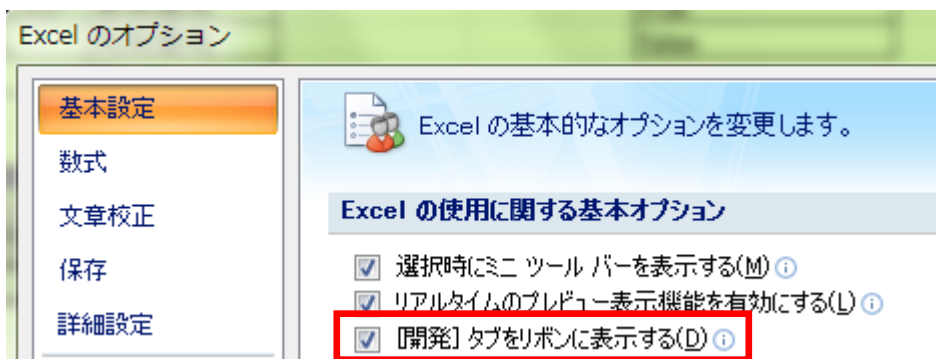 Excel のオプション
基本設定
数式
文章校正
保存
詳細設定
Excel の基本的なオプションを変更します。
Excel の使用に関する基本オプション
選択時にミニ ツール バーを表示する(M)
リアルタイムのプレビュー表示機能を有効にする(L)
[開発] タブをリボンに表示する(D)